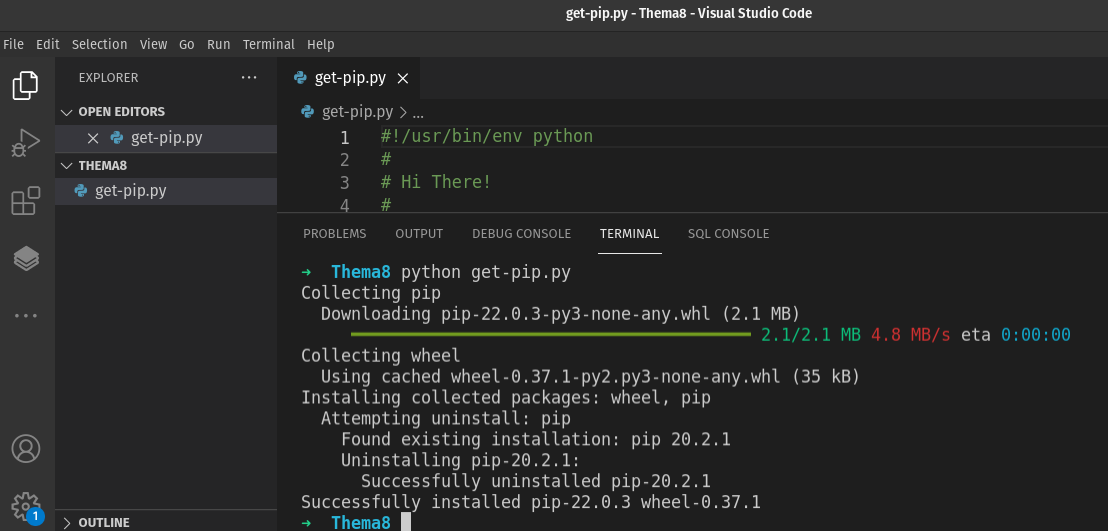 get-pip.py - Thema8 - Visual Studio Code
File Edit Selection View Go Run Terminal Help
EXPLORER ...
OPEN EDITORS
× get-pip.py
THEMA8
get-pip.py
OUTLINE
1
get-pip.py ×
get-pip.py > ...
1 #!/usr/bin/env python
2 #
3 # Hi There!
4 #
PROBLEMS OUTPUT DEBUG CONSOLE TERMINAL SQL CONSOLE
→ Thema8 python get-pip.py
Collecting pip
Downloading pip-22.0.3-py3-none-any.whl (2.1 MB)
2.1/2.1 MB 4.8 MB/s eta 0:00:00
Collecting wheel
Using cached wheel-0.37.1-py2.py3-none-any.whl (35 kB)
Installing collected packages: wheel, pip
Attempting uninstall: pip
Found existing installation: pip 20.2.1
Uninstalling pip-20.2.1:
Successfully uninstalled pip-20.2.1
Successfully installed pip-22.0.3 wheel-0.37.1
→ Thema8